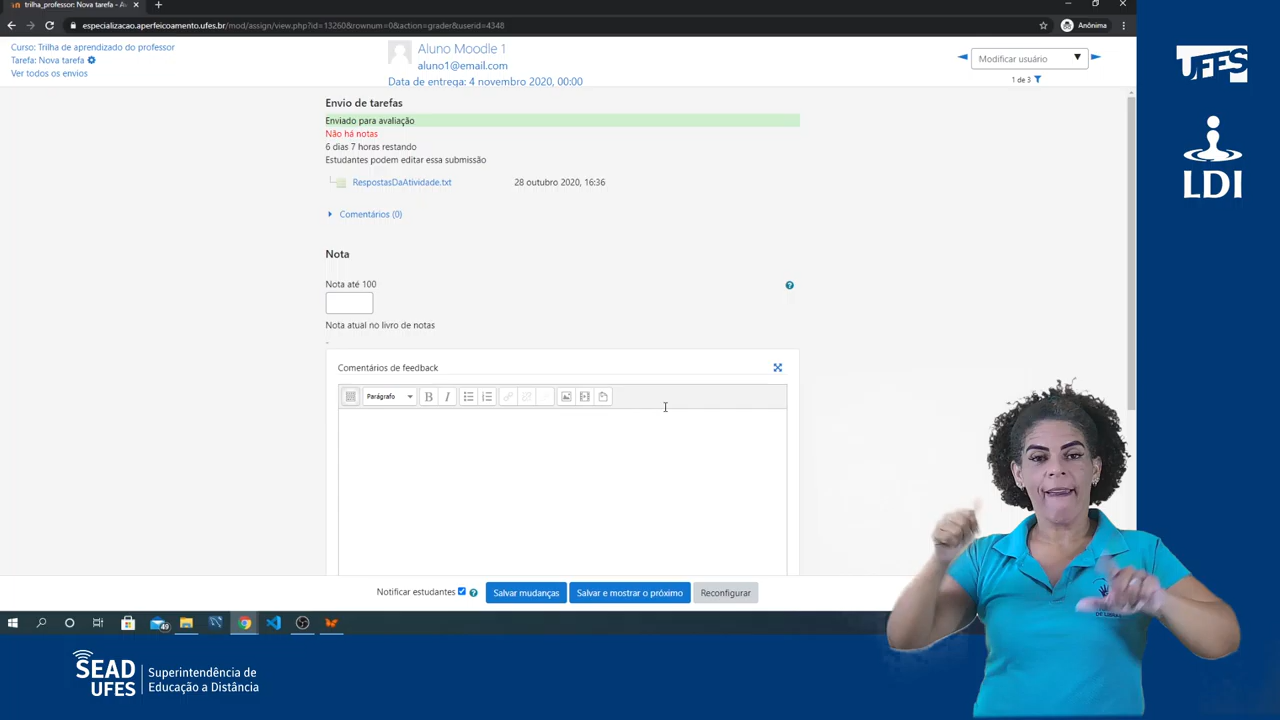 trilha_professor: Nova tarefa - A
especializacao.aperfeicoamento.ufes.br/mod/assign/view.php?id=13260&rownum=0&action=grader&userid=4348
Anônima
Curso: Trilha de aprendizado do professor
Tarefa: Nova tarefa
Ver todos os envios
Aluno Moodle 1
aluno1@email.com
Data de entrega: 4 novembro 2020, 00:00
Modificar usuário
1 de 3
UFES
LDI
Envio de tarefas
Enviado para avaliação
Não há notas
6 dias 7 horas restando
Estudantes podem editar essa submissão
RespostasDaAtividade.txt 28 outubro 2020, 16:36
Comentários (0)
Nota
Nota até 100
Nota atual no livro de notas
-
Comentários de feedback
Parágrafo B I
Notificar estudantes Salvar mudanças Salvar e mostrar o próximo Reconfigurar
49
SEAD
UFES
Superintendência de
Educação a Distância